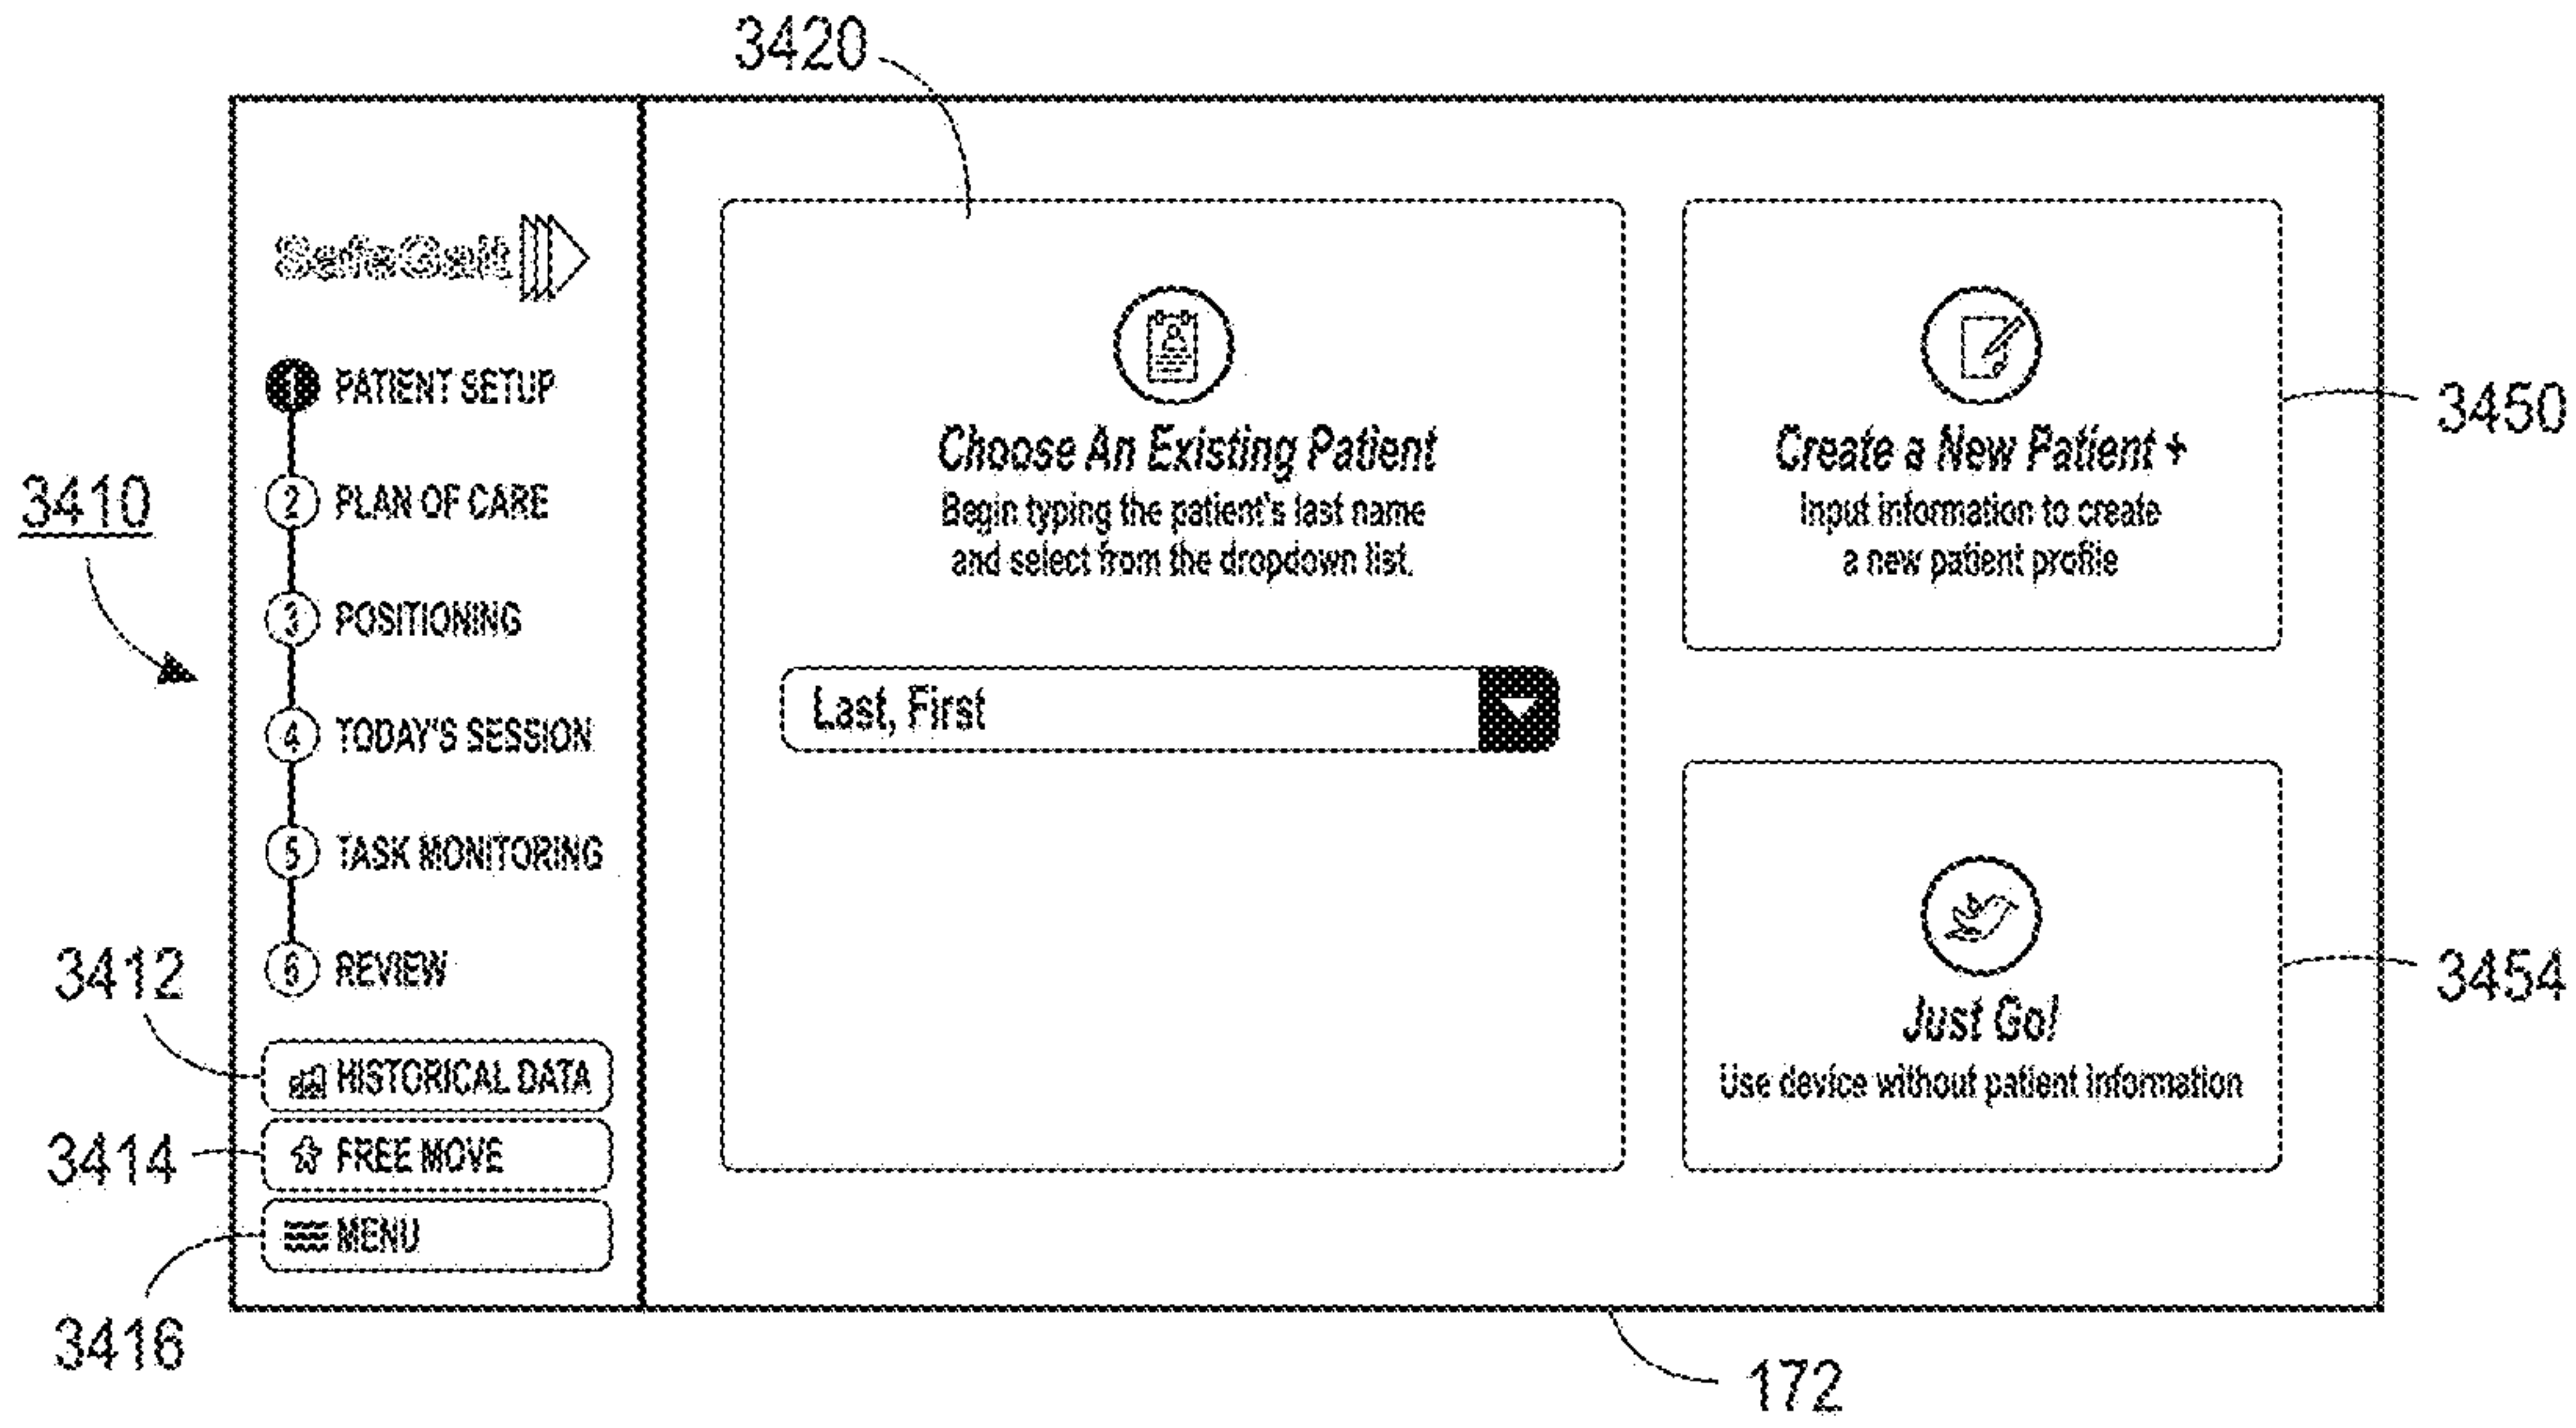 3420
SafeGait
1 PATIENT SETUP
2 PLAN OF CARE
3 POSITIONING
4 TODAY'S SESSION
5 TASK MONITORING
6 REVIEW
HISTORICAL DATA
FREE MOVE
MENU
3410
3412
3414
3416
Choose An Existing Patient
Begin typing the patient's last name
and select from the dropdown list.
Last, First
Create a New Patient +
Input information to create
a new patient profile
Just Go!
Use device without patient information
3450
3454
172